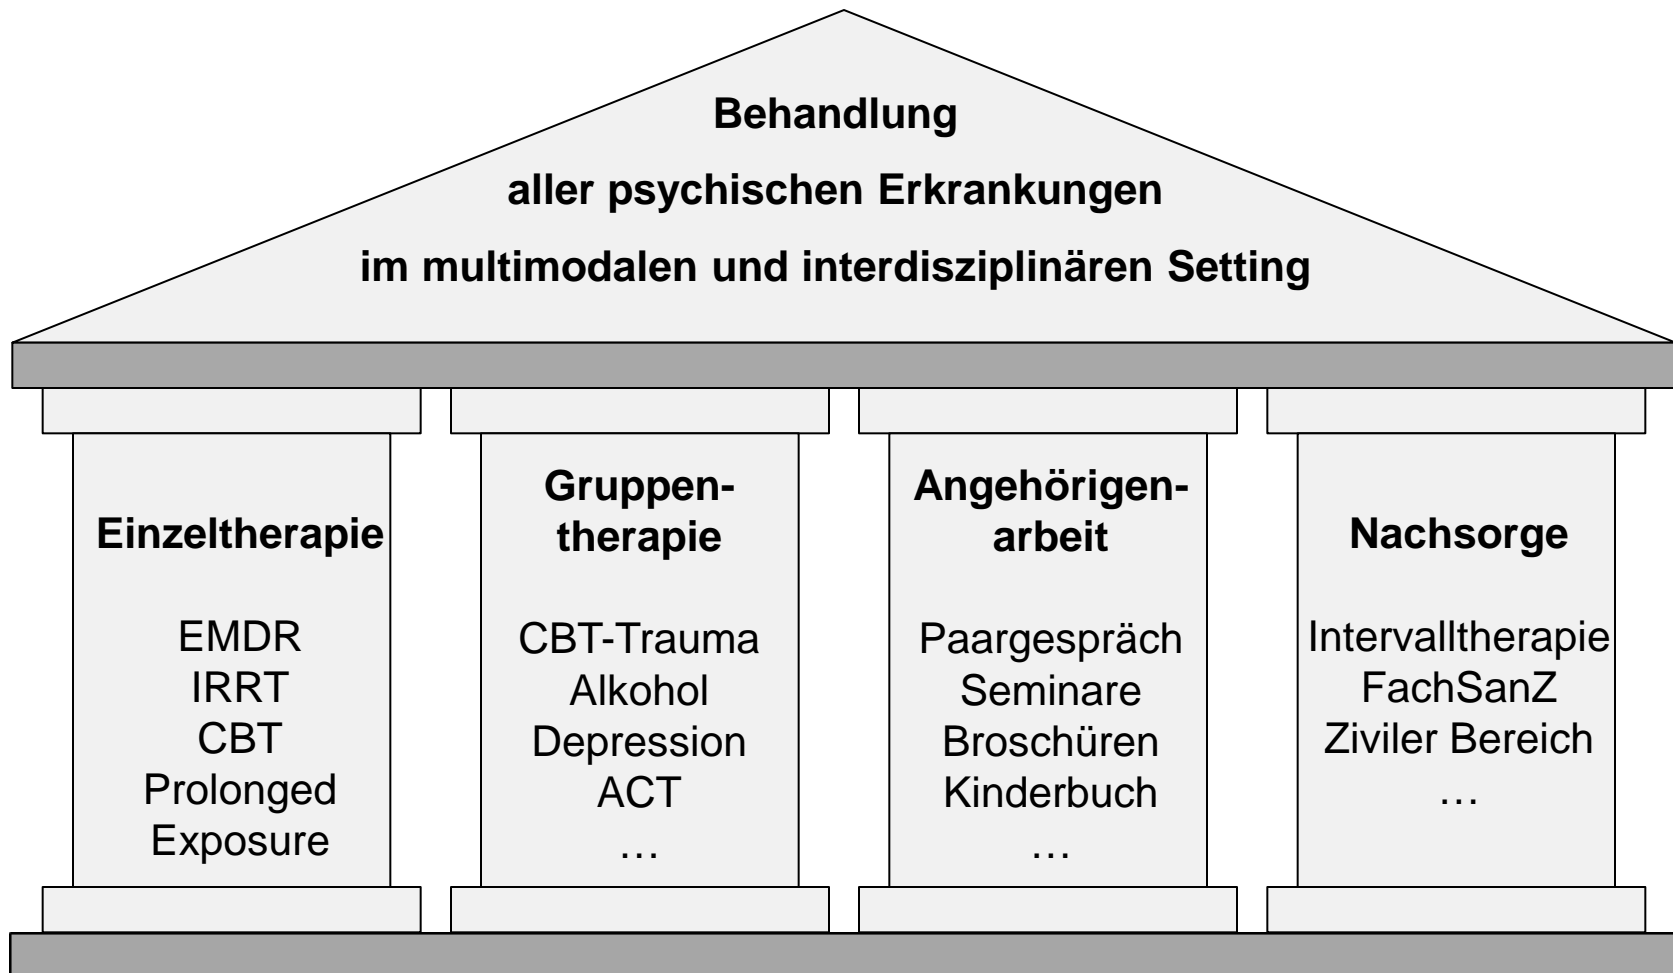 Behandlung
aller psychischen Erkrankungen
im multimodalen und interdisziplinären Setting
Einzeltherapie
EMDR
IRRT
CBT
Prolonged
Exposure
Gruppen-
therapie
CBT-Trauma
Alkohol
Depression
ACT
…
Angehörigen-
arbeit
Paargespräch
Seminare
Broschüren
Kinderbuch
…
Nachsorge
Intervalltherapie
FachSanZ
Ziviler Bereich
…